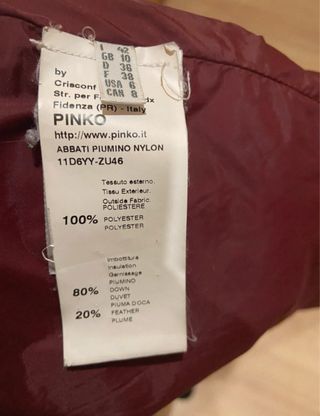 I 42
GB 10
D 36
F 38
USA 6
CAN 8
by
Crisconf
Str. per
Fidenza (PR) - Italy
PINKO
http://www.pinko.it
ABBATI PIUMINO NYLON
11D6YY-ZU46
Tessuto esterno.
Tissu Exterieur.
Outside Fabric.
POLIESTERE
100% POLYESTER
POLYESTER
Imbottitura
Insulation
Garnissage
PIUMINO
80% DOWN
DUVET
PIUMA D'OCA
20% FEATHER
PLUME